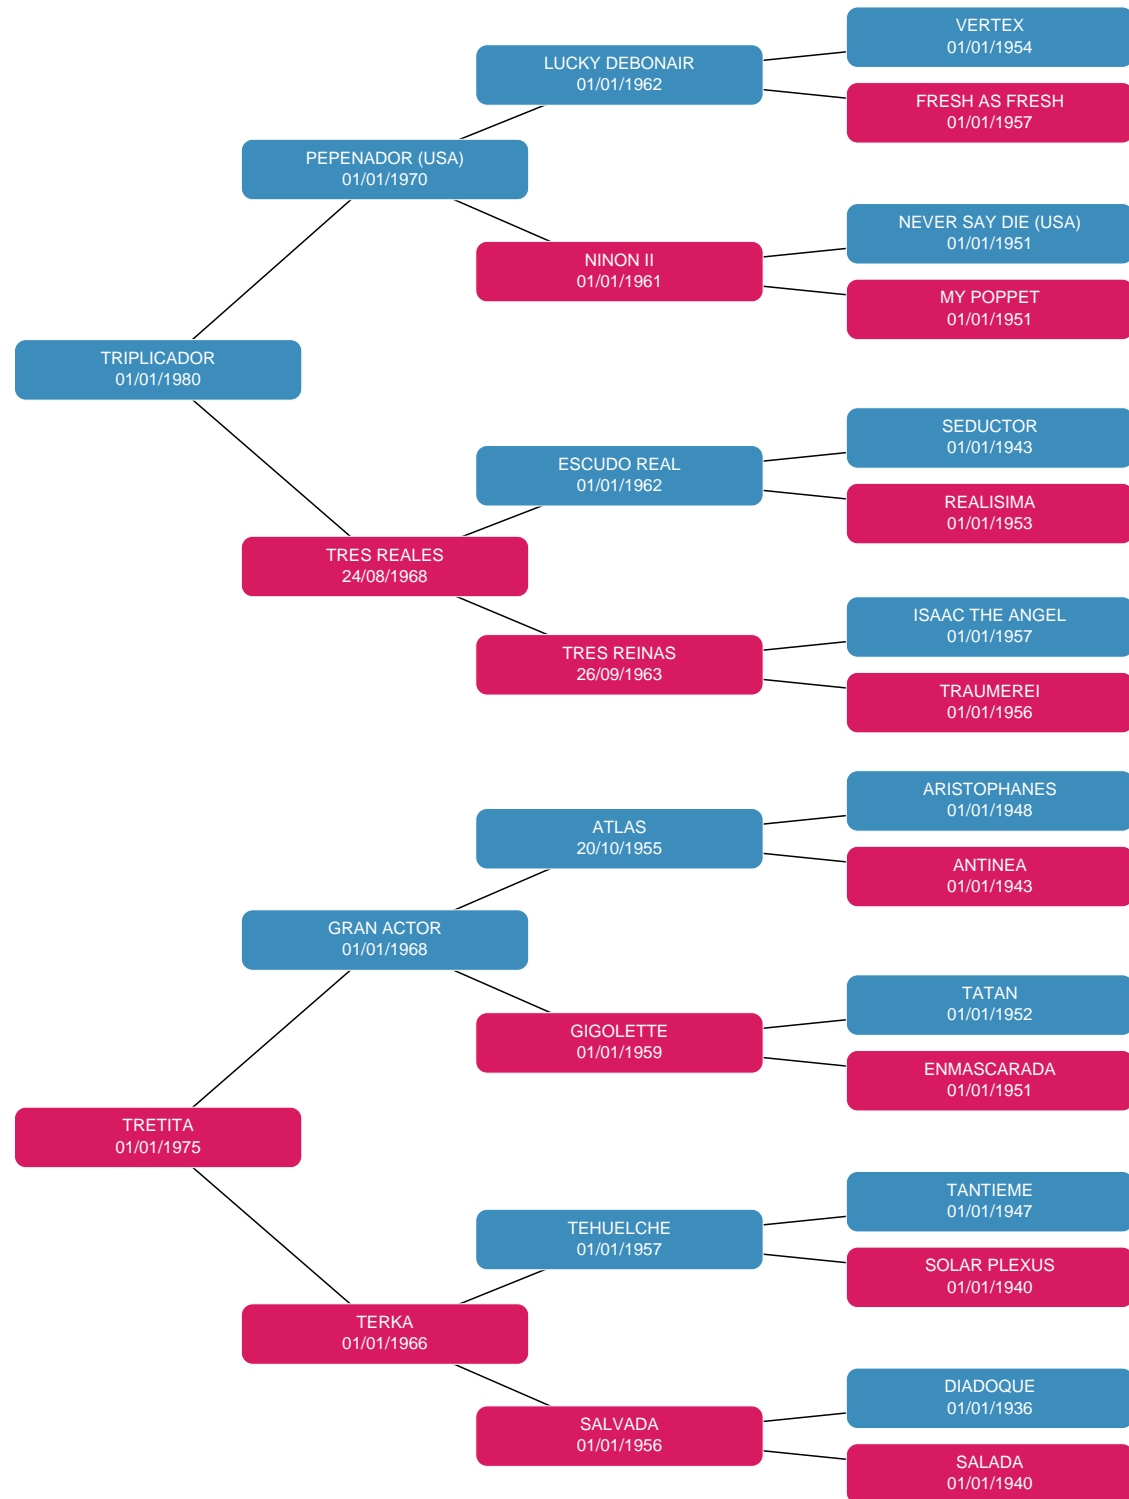 VERTEX
01/01/1954
LUCKY DEBONAIR
01/01/1962
FRESH AS FRESH
01/01/1957
PEPENADOR (USA)
01/01/1970
NEVER SAY DIE (USA)
01/01/1951
NINON II
01/01/1961
MY POPPET
01/01/1951
TRIPLICADOR
01/01/1980
SEDUCTOR
01/01/1943
ESCUDO REAL
01/01/1962
REALISIMA
01/01/1953
TRES REALES
24/08/1968
ISAAC THE ANGEL
01/01/1957
TRES REINAS
26/09/1963
TRAUMEREI
01/01/1956
ARISTOPHANES
01/01/1948
ATLAS
20/10/1955
ANTINEA
01/01/1943
GRAN ACTOR
01/01/1968
TATAN
01/01/1952
GIGOLETTE
01/01/1959
ENMASCARADA
01/01/1951
TRETITA
01/01/1975
TANTIEME
01/01/1947
TEHUELCHE
01/01/1957
SOLAR PLEXUS
01/01/1940
TERKA
01/01/1966
DIADOQUE
01/01/1936
SALVADA
01/01/1956
SALADA
01/01/1940